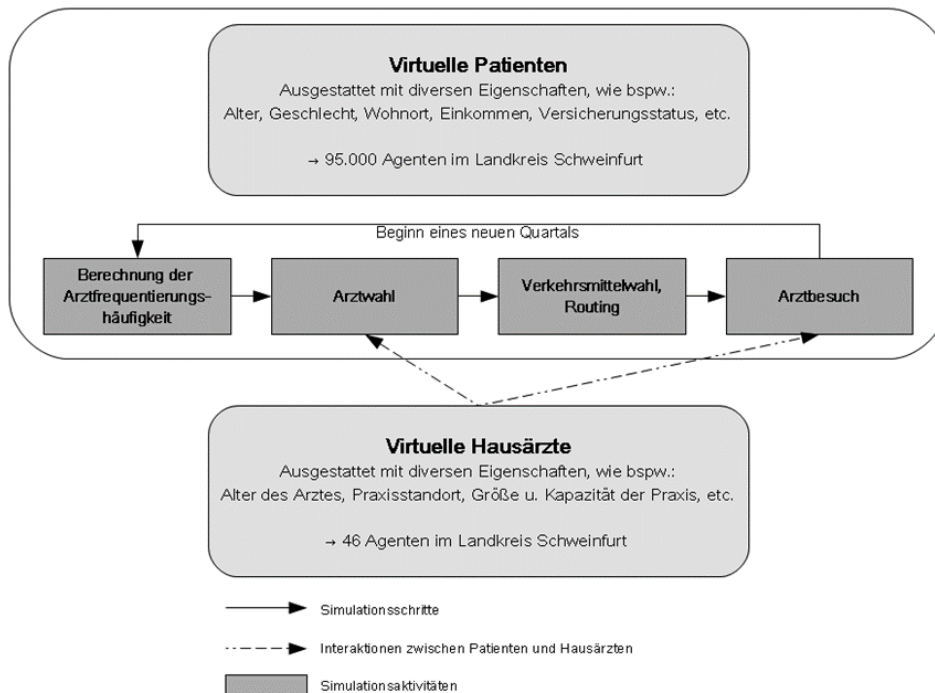 Virtuelle Patienten
Ausgestattet mit diversen Eigenschaften, wie bspw.:
Alter, Geschlecht, Wohnort, Einkommen, Versicherungsstatus, etc.
→ 95.000 Agenten im Landkreis Schweinfurt
Beginn eines neuen Quartals
Berechnung der
Arztfrequentierungs-
häufigkeit
Arztwahl
Verkehrsmittelwahl,
Routing
Arztbesuch
Virtuelle Hausärzte
Ausgestattet mit diversen Eigenschaften, wie bspw.:
Alter des Arztes, Praxisstandort, Größe u. Kapazität der Praxis, etc.
→ 46 Agenten im Landkreis Schweinfurt
Simulationsschritte
Interaktionen zwischen Patienten und Hausärzten
Simulationsaktivitäten